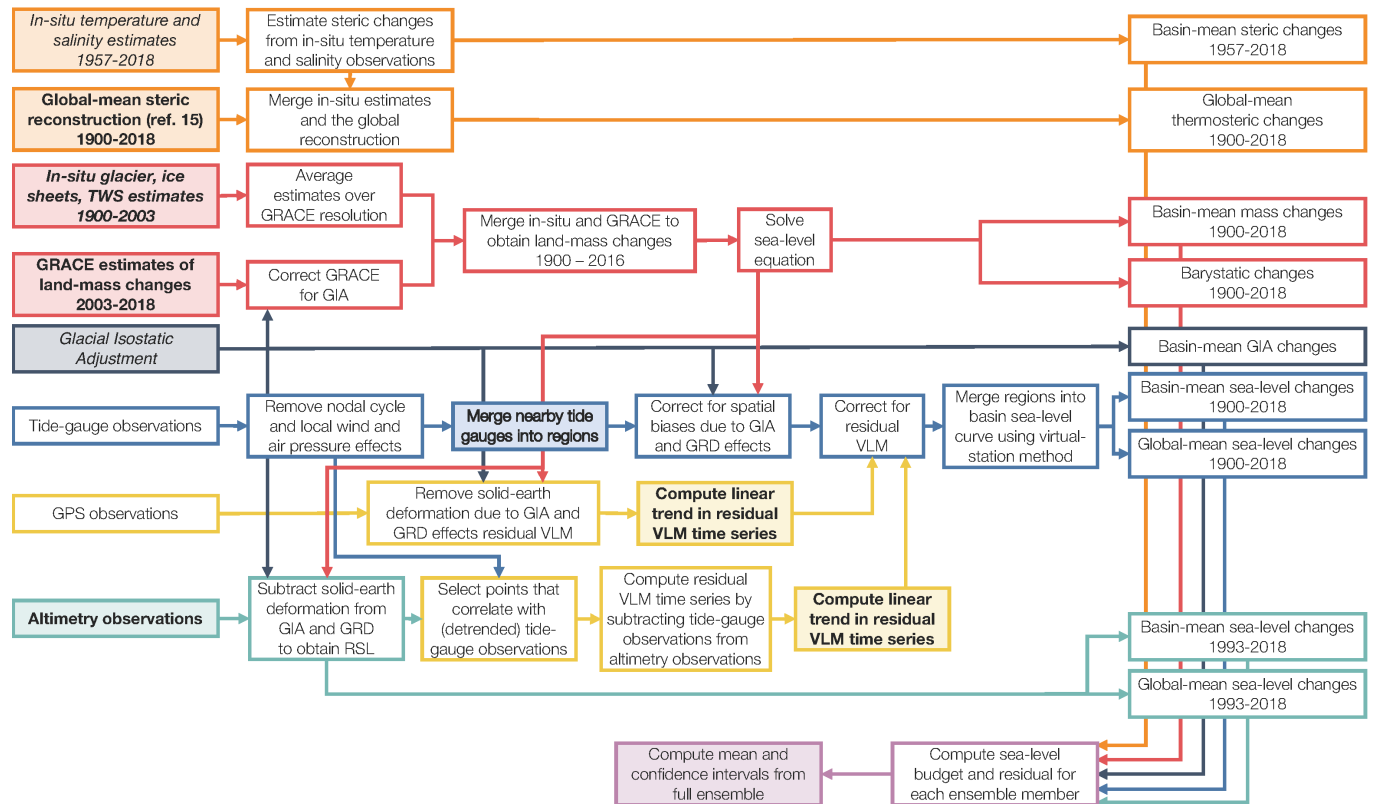 In-situ temperature and
salinity estimates
1957-2018
Estimate steric changes
from in-situ temperature
and salinity observations
Basin-mean steric changes
1957-2018
Global-mean steric
reconstruction (ref. 15)
1900-2018
Merge in-situ estimates
and the global
reconstruction
Global-mean
thermosteric changes
1900-2018
In-situ glacier, ice
sheets, TWS estimates
1900-2003
Average
estimates over
GRACE resolution
Merge in-situ and GRACE to
obtain land-mass changes
1900 – 2016
Solve
sea-level
equation
Basin-mean mass changes
1900-2018
GRACE estimates of
land-mass changes
2003-2018
Correct GRACE
for GIA
Barystatic changes
1900-2018
Glacial Isostatic
Adjustment
Basin-mean GIA changes
Tide-gauge observations
Remove nodal cycle
and local wind and
air pressure effects
Merge nearby tide
gauges into regions
Correct for spatial
biases due to GIA
and GRD effects
Correct for
residual
VLM
Merge regions into
basin sea-level
curve using virtual-
station method
Basin-mean sea-level changes
1900-2018
Global-mean sea-level changes
1900-2018
GPS observations
Remove solid-earth
deformation due to GIA and
GRD effects residual VLM
Compute linear
trend in residual
VLM time series
Altimetry observations
Subtract solid-earth
deformation from
GIA and GRD
to obtain RSL
Select points that
correlate with
(detrended) tide-
gauge observations
Compute residual
VLM time series by
subtracting tide-gauge
observations from
altimetry observations
Compute linear
trend in residual
VLM time series
Basin-mean sea-level changes
1993-2018
Global-mean sea-level changes
1993-2018
Compute mean and
confidence intervals from
full ensemble
Compute sea-level
budget and residual for
each ensemble member